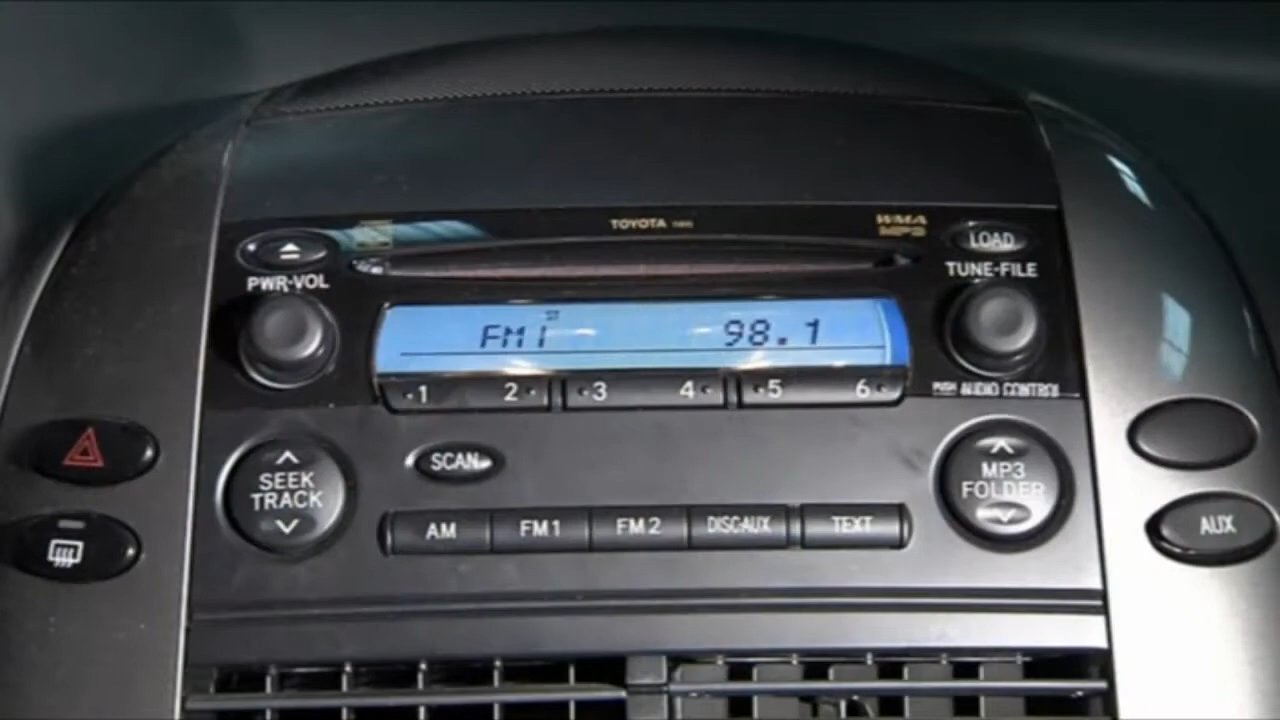 TOYOTA
WMA
MP3
LOAD
PWR-VOL
TUNE-FILE
ST
FM1 98.1
1 2 3 4 5 6
PUSH AUDIO CONTROL
SEEK
TRACK
SCAN
MP3
FOLDER
AM FM1 FM2 DISC·AUX TEXT
AUX